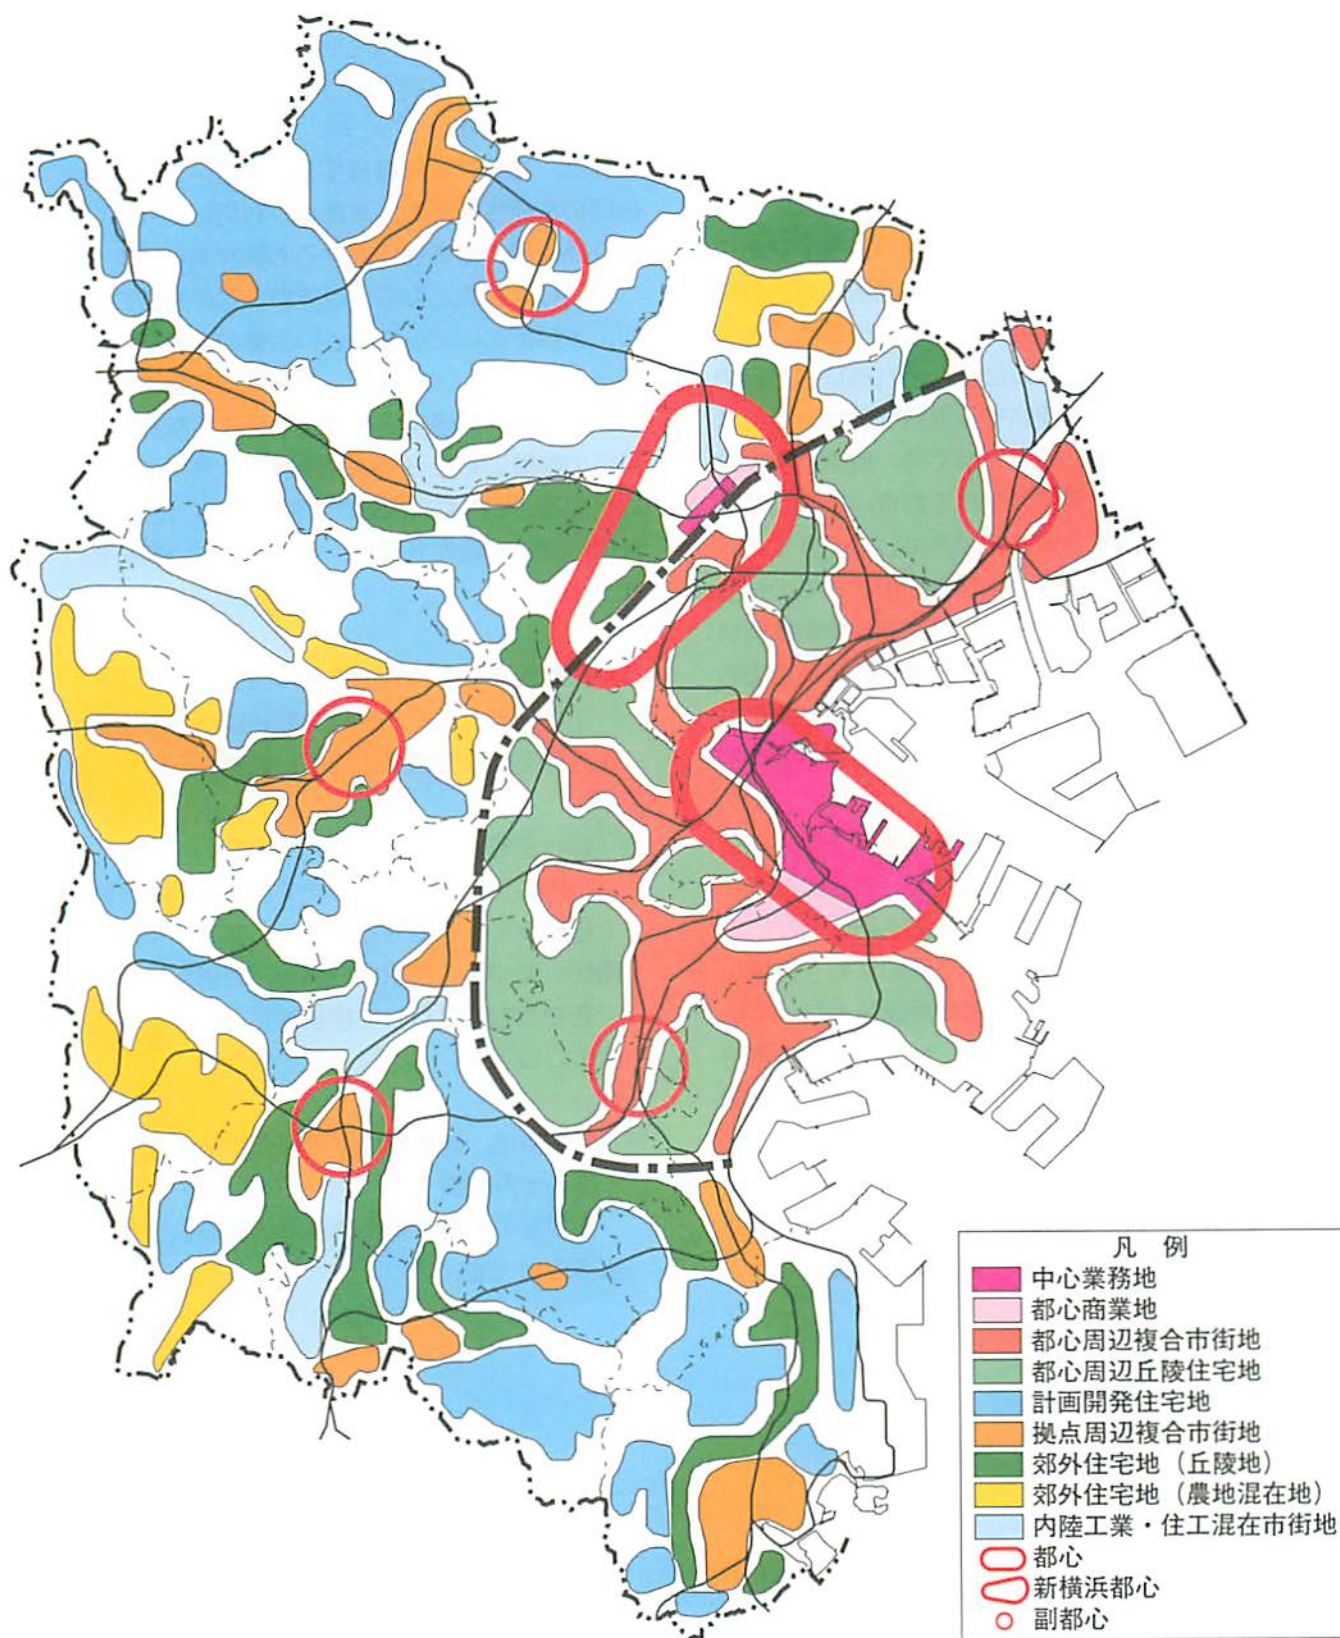 凡 例
中心業務地
都心商業地
都心周辺複合市街地
都心周辺丘陵住宅地
計画開発住宅地
拠点周辺複合市街地
郊外住宅地（丘陵地）
郊外住宅地（農地混在地）
内陸工業・住工混在市街地
都心
新横浜都心
副都心